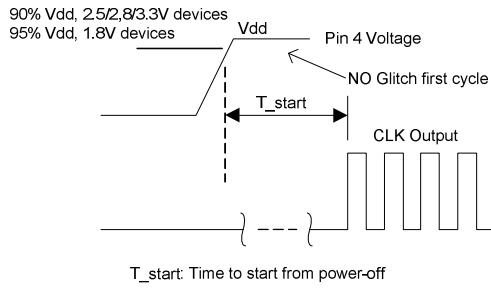 90% Vdd, 2.5/2,8/3.3V devices
95% Vdd, 1.8V devices
Vdd
Pin 4 Voltage
NO Glitch first cycle
T_start
CLK Output
T_start: Time to start from power-off